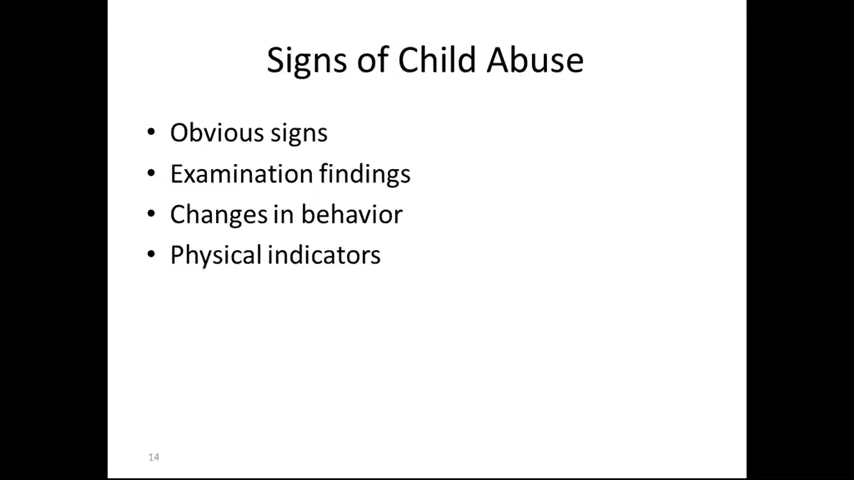 Signs of Child Abuse
• Obvious signs
• Examination findings
• Changes in behavior
• Physical indicators
14